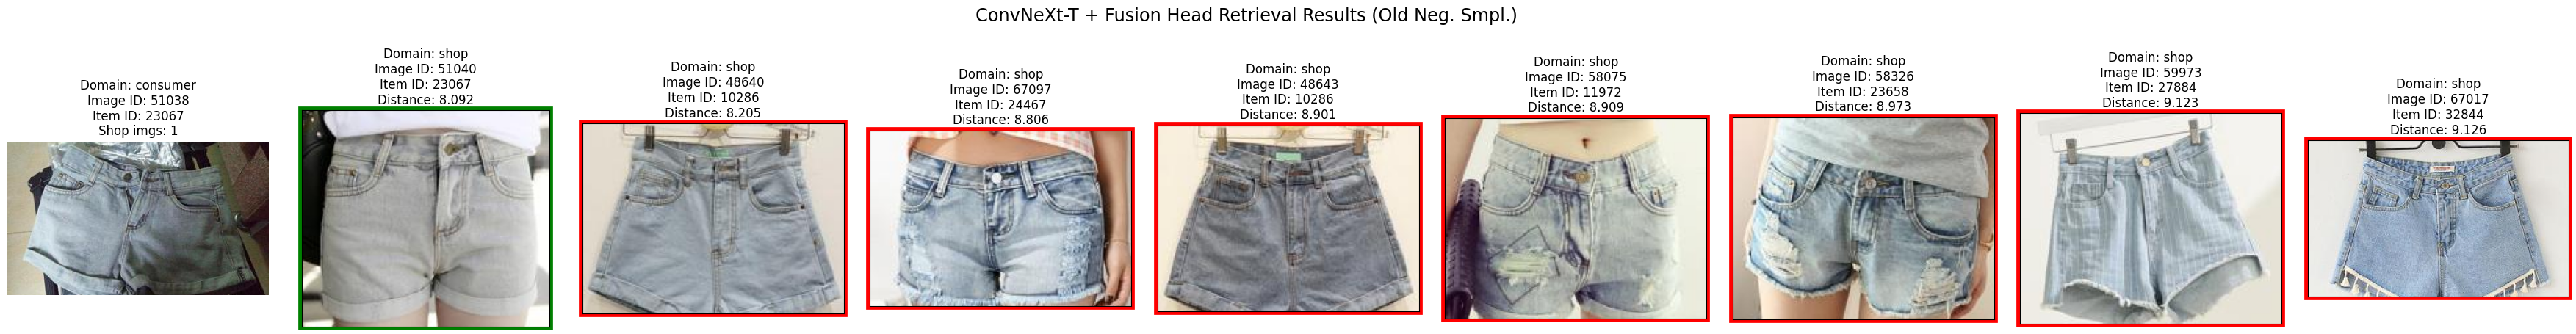 ConvNeXt-T + Fusion Head Retrieval Results (Old Neg. Smpl.)
Domain: consumer
Image ID: 51038
Item ID: 23067
Shop imgs: 1
Domain: shop
Image ID: 51040
Item ID: 23067
Distance: 8.092
Domain: shop
Image ID: 48640
Item ID: 10286
Distance: 8.205
Domain: shop
Image ID: 67097
Item ID: 24467
Distance: 8.806
Domain: shop
Image ID: 48643
Item ID: 10286
Distance: 8.901
Domain: shop
Image ID: 58075
Item ID: 11972
Distance: 8.909
Domain: shop
Image ID: 58326
Item ID: 23658
Distance: 8.973
Domain: shop
Image ID: 59973
Item ID: 27884
Distance: 9.123
Domain: shop
Image ID: 67017
Item ID: 32844
Distance: 9.126